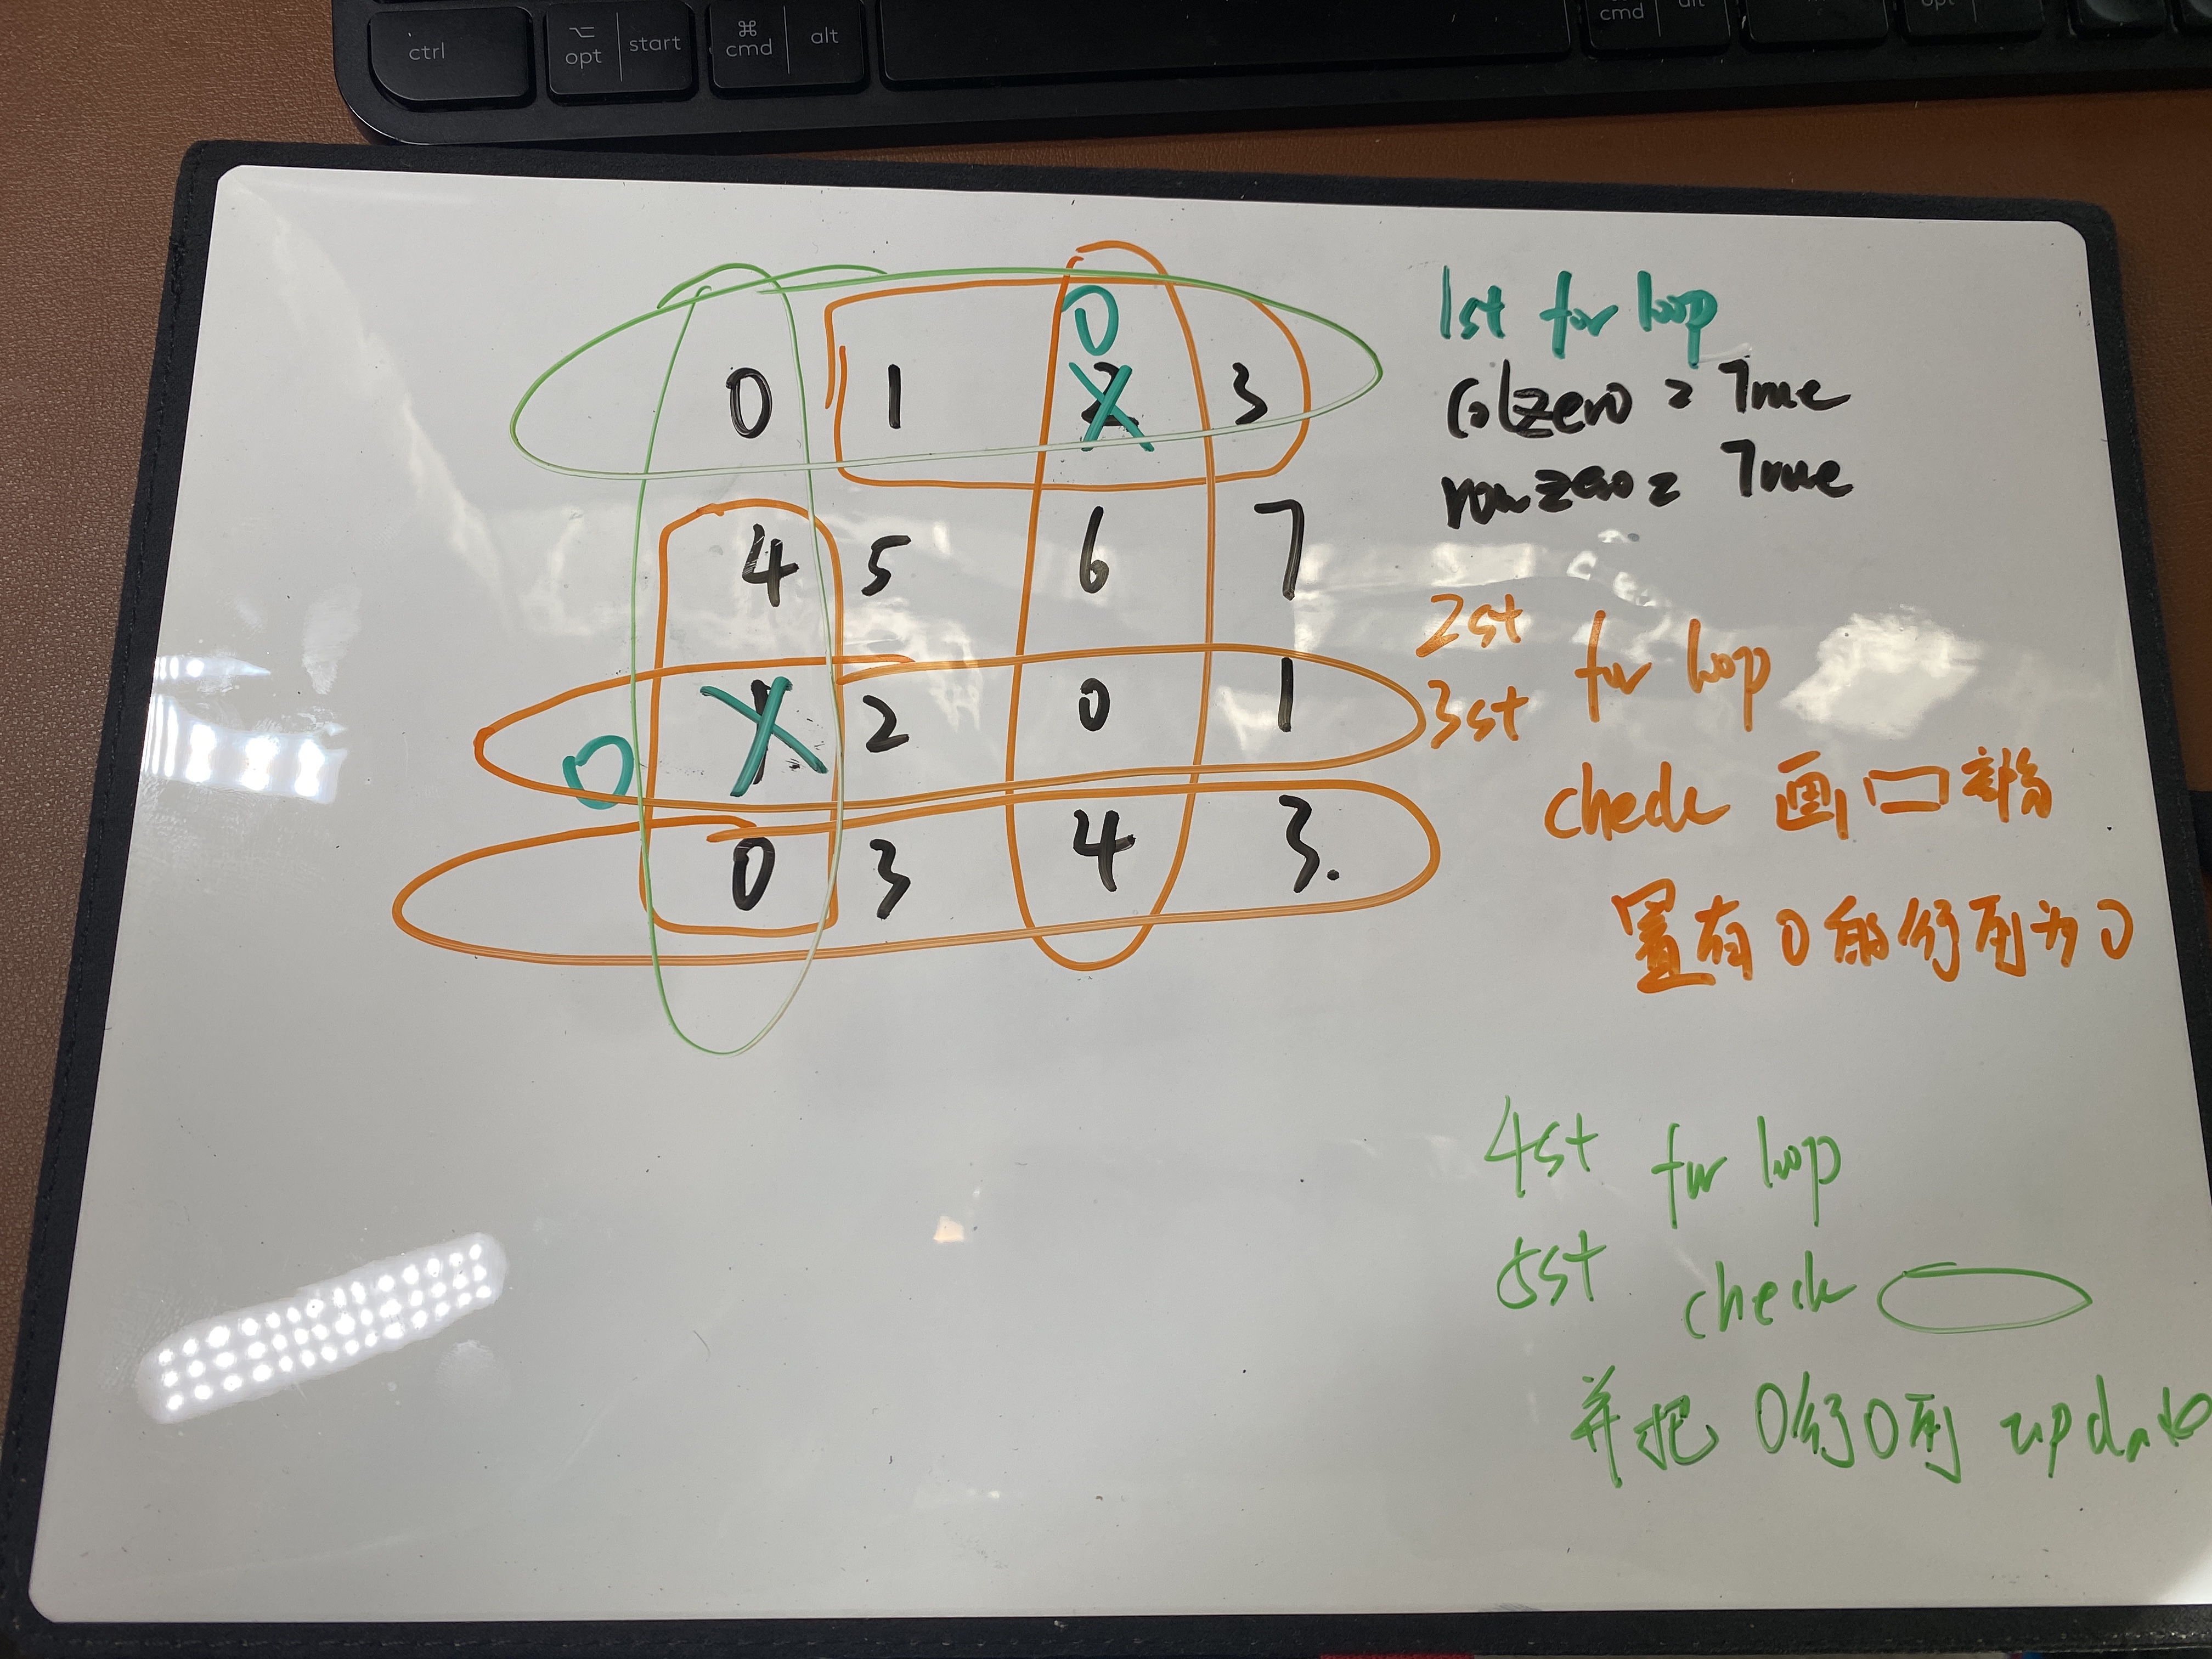 ctrl
opt start
⌘ cmd alt
cmd alt
opt
0
0 1 2 3
4 5 6 7
1 2 0 1
0
0 3 4 3.
1st for loop
colzero = True
rowzero = True
2st
3st for loop
check 画口部
置有0的行列为0
4st for loop
5st check
并把0行0列 update